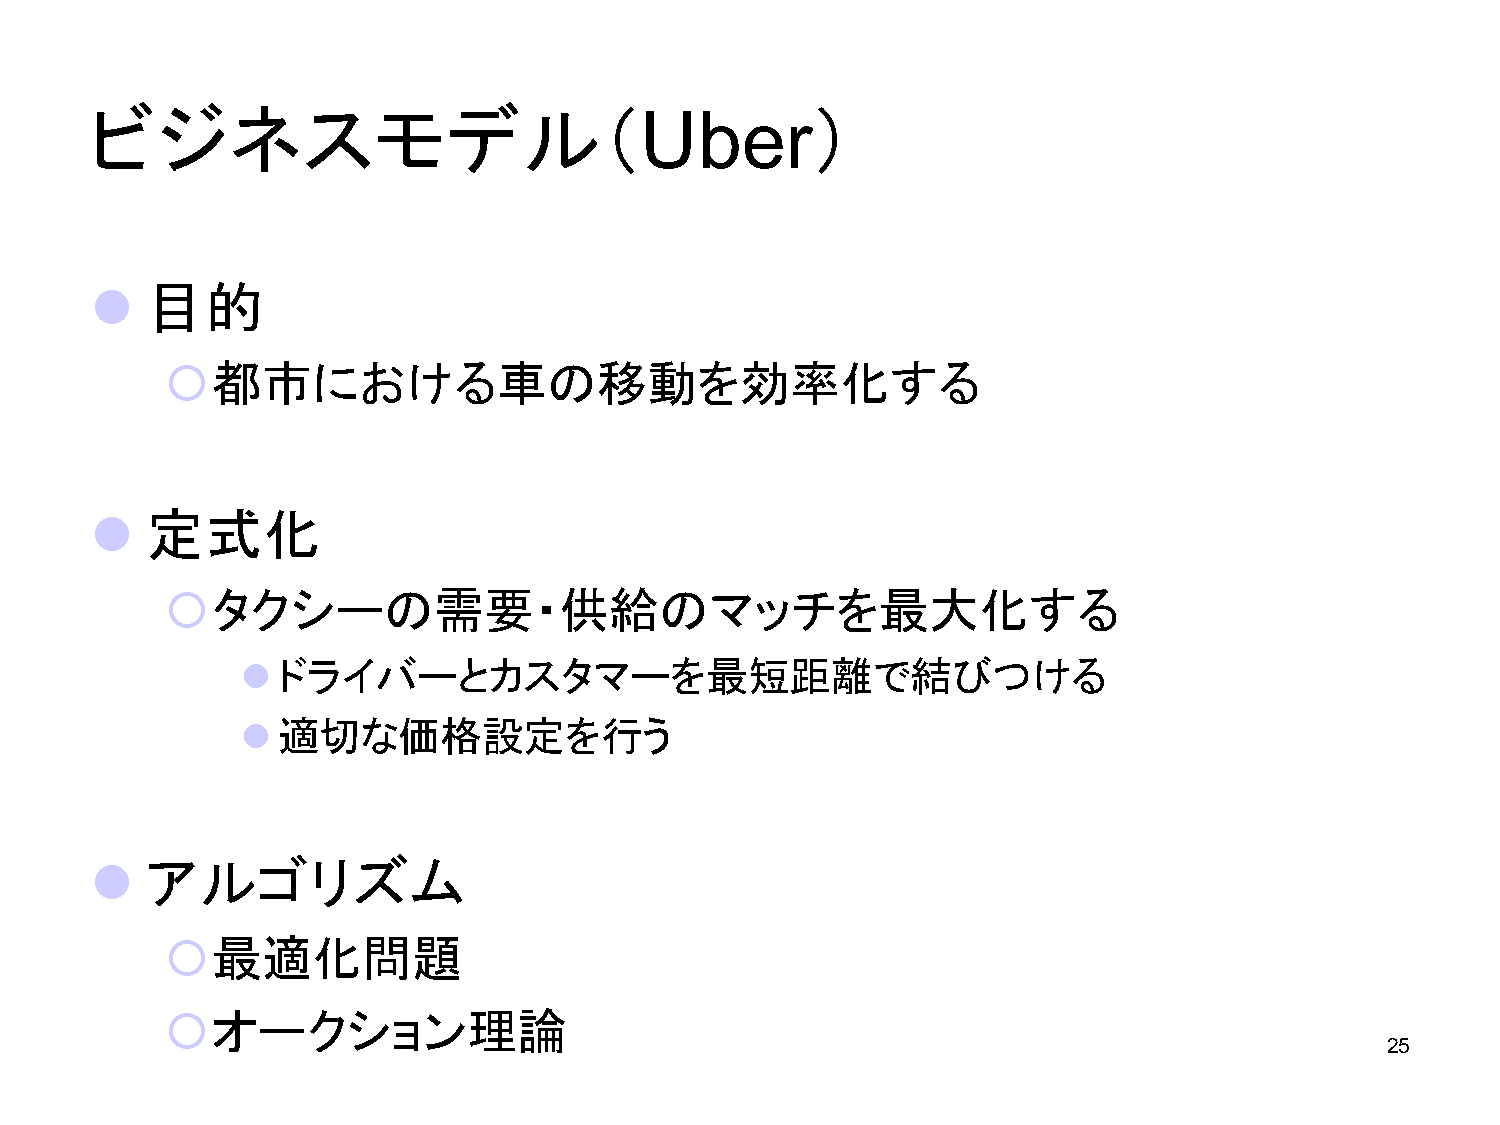 ビジネスモデル（Uber）
● 目的
○都市における車の移動を効率化する
● 定式化
○タクシーの需要・供給のマッチを最大化する
● ドライバーとカスタマーを最短距離で結びつける
● 適切な価格設定を行う
● アルゴリズム
○最適化問題
○オークション理論
25